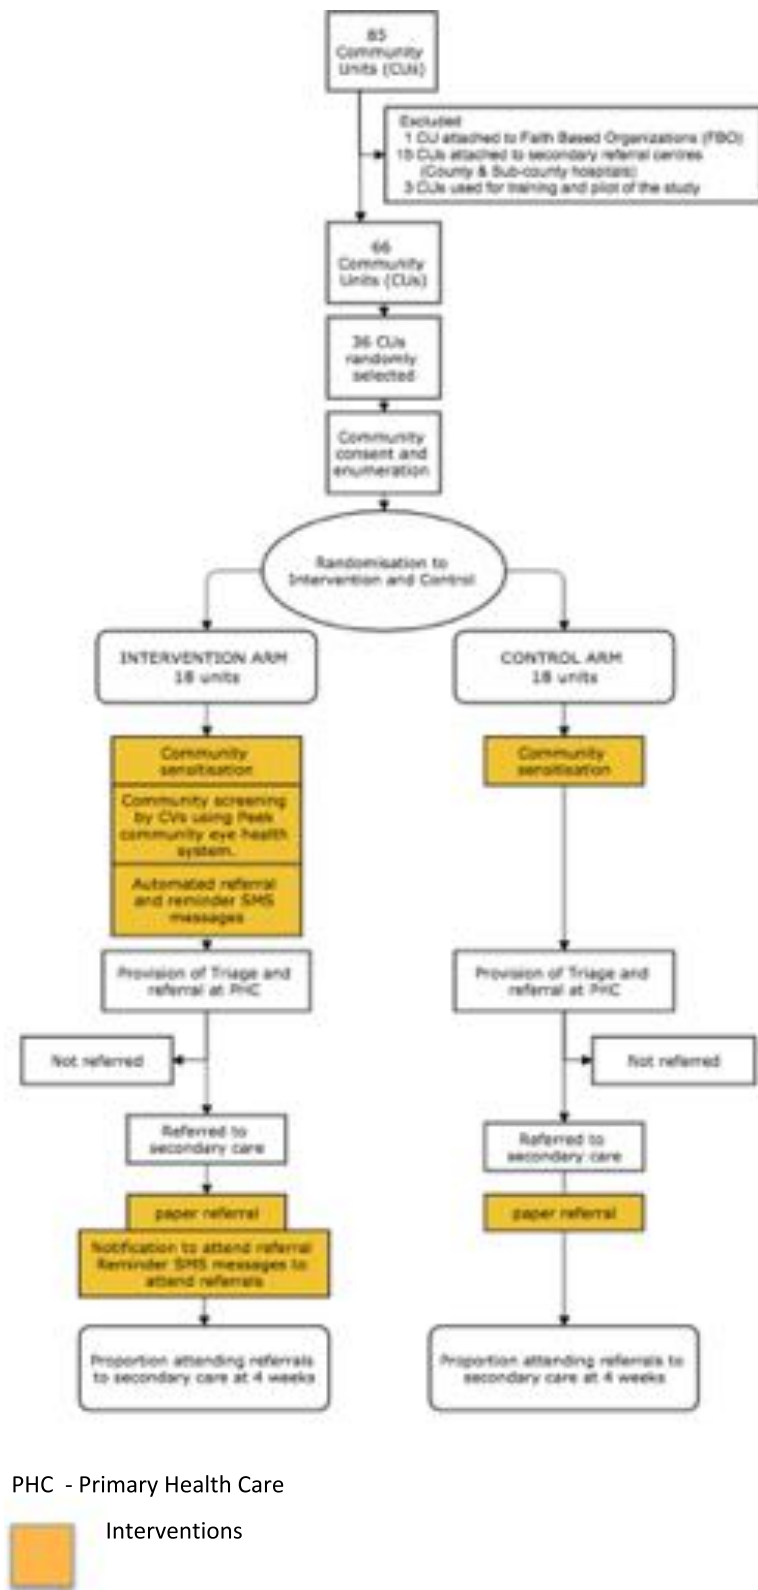 85
Community
Units (CUs)
Excluded
1 CU attached to Faith Based Organizations (FBO)
15 CUs attached to secondary referral centres
(County & Sub-county hospitals)
3 CUs used for training and pilot of the study
66
Community
Units (CUs)
36 CUs
randomly
selected
Community
consent and
enumeration
Randomisation to
Intervention and Control
INTERVENTION ARM
18 units
CONTROL ARM
18 units
Community
sensitisation
Community screening
by CVs using Peek
community eye health
system.
Automated referral
and reminder SMS
messages
Community
sensitisation
Provision of Triage and
referral at PHC
Provision of Triage and
referral at PHC
Not referred
Not referred
Referred to
secondary care
Referred to
secondary care
paper referral
Notification to attend referral
Reminder SMS messages to
attend referrals
paper referral
Proportion attending referrals
to secondary care at 4 weeks
Proportion attending referrals to
secondary care at 4 weeks
PHC - Primary Health Care
Interventions